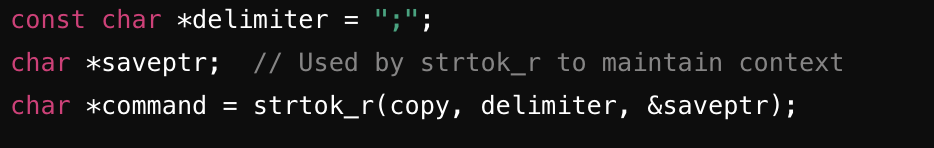 const char *delimiter = ";";
char *saveptr;  // Used by strtok_r to maintain context
char *command = strtok_r(copy, delimiter, &saveptr);